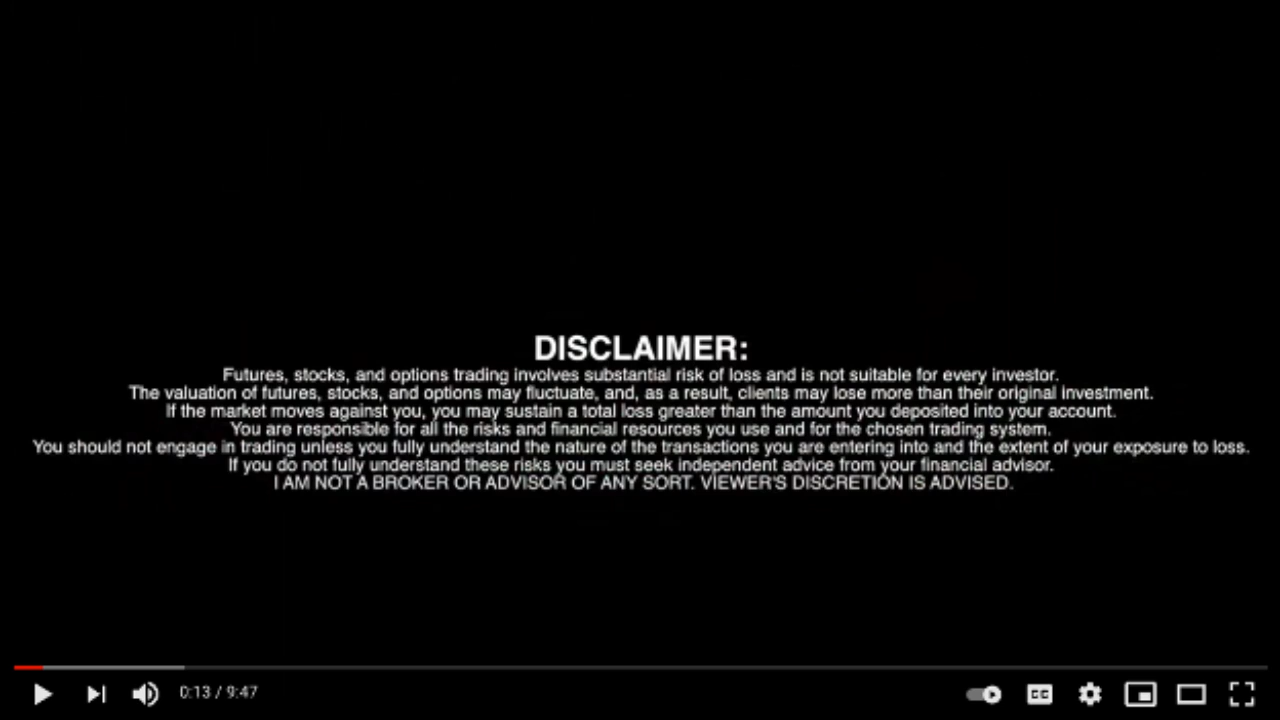 DISCLAIMER:
Futures, stocks, and options trading involves substantial risk of loss and is not suitable for every investor.
The valuation of futures, stocks, and options may fluctuate, and, as a result, clients may lose more than their original investment.
If the market moves against you, you may sustain a total loss greater than the amount you deposited into your account.
You are responsible for all the risks and financial resources you use and for the chosen trading system.
You should not engage in trading unless you fully understand the nature of the transactions you are entering into and the extent of your exposure to loss.
If you do not fully understand these risks you must seek independent advice from your financial advisor.
I AM NOT A BROKER OR ADVISOR OF ANY SORT. VIEWER'S DISCRETION IS ADVISED.
0:13 / 9:47
CC